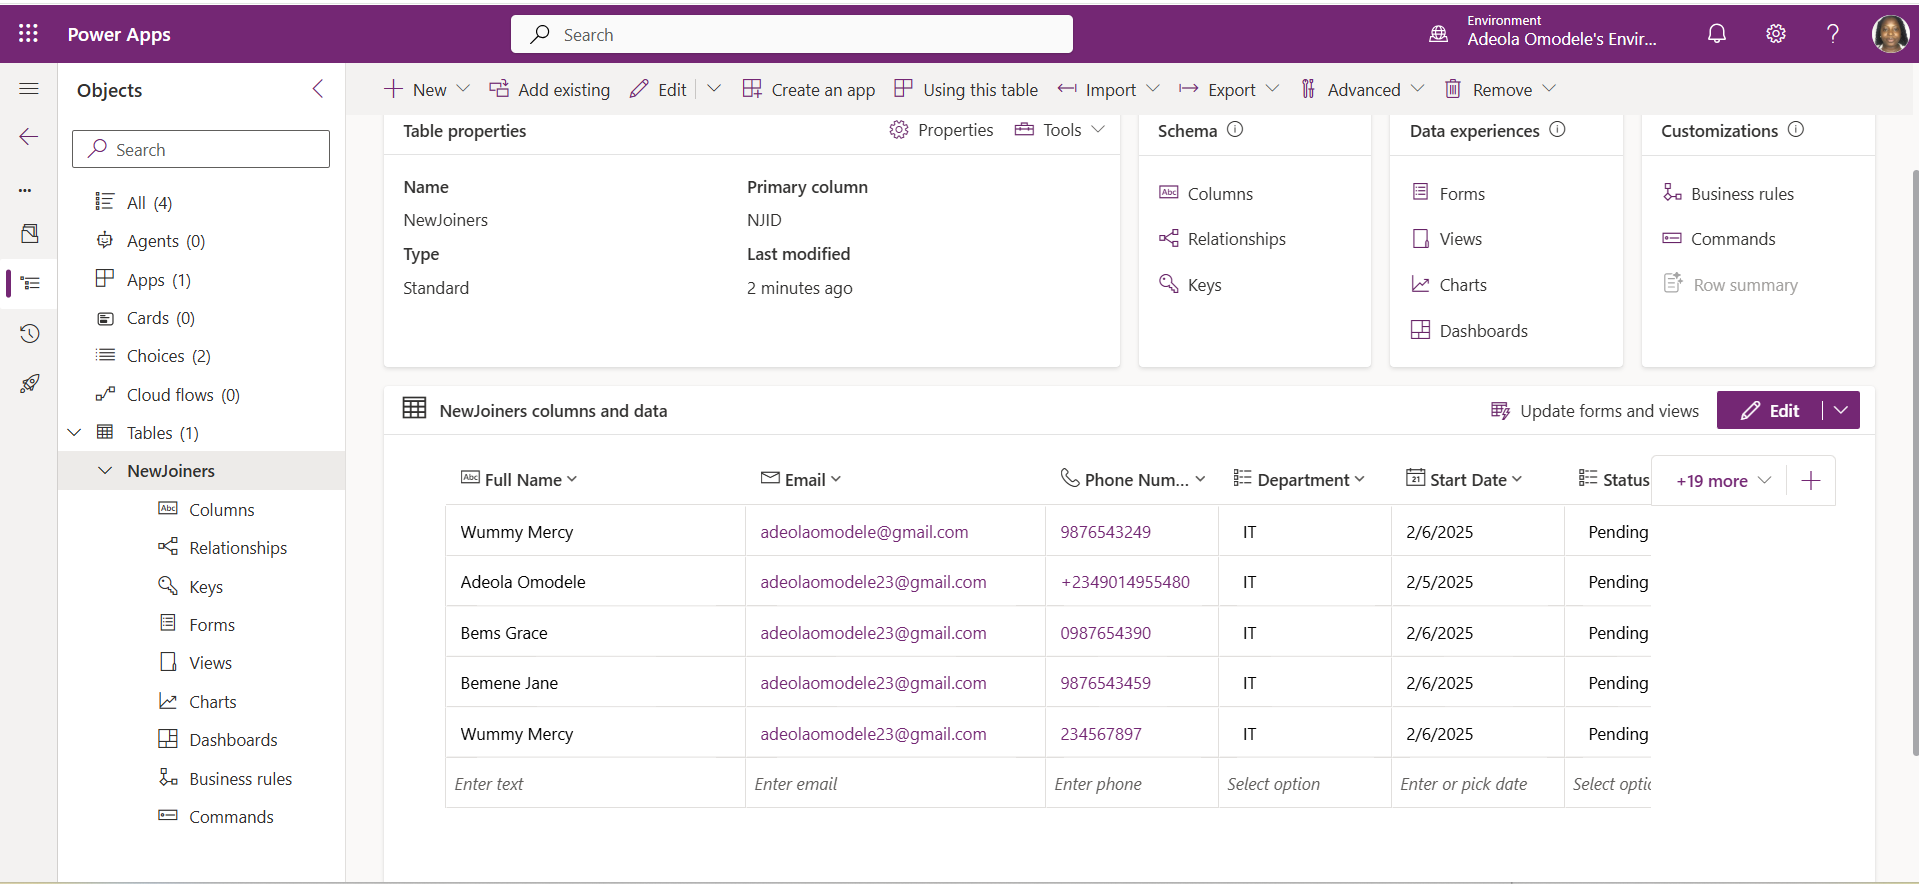 Power Apps
Search
Environment
Adeola Omodele's Envir...
Objects
Search
All (4)
Agents (0)
Apps (1)
Cards (0)
Choices (2)
Cloud flows (0)
Tables (1)
NewJoiners
Columns
Relationships
Keys
Forms
Views
Charts
Dashboards
Business rules
Commands
New Add existing Edit Create an app Using this table Import Export Advanced Remove
Table properties Properties Tools
Name Primary column
NewJoiners NJID
Type Last modified
Standard 2 minutes ago
Schema
Columns
Relationships
Keys
Data experiences
Forms
Views
Charts
Dashboards
Customizations
Business rules
Commands
Row summary
NewJoiners columns and data Update forms and views Edit
Abc Full Name Email Phone Num... Department 21 Start Date Status +19 more
Wummy Mercy adeolaomodele@gmail.com 9876543249 IT 2/6/2025 Pending
Adeola Omodele adeolaomodele23@gmail.com +2349014955480 IT 2/5/2025 Pending
Bems Grace adeolaomodele23@gmail.com 0987654390 IT 2/6/2025 Pending
Bemene Jane adeolaomodele23@gmail.com 9876543459 IT 2/6/2025 Pending
Wummy Mercy adeolaomodele23@gmail.com 234567897 IT 2/6/2025 Pending
Enter text Enter email Enter phone Select option Enter or pick date Select optic